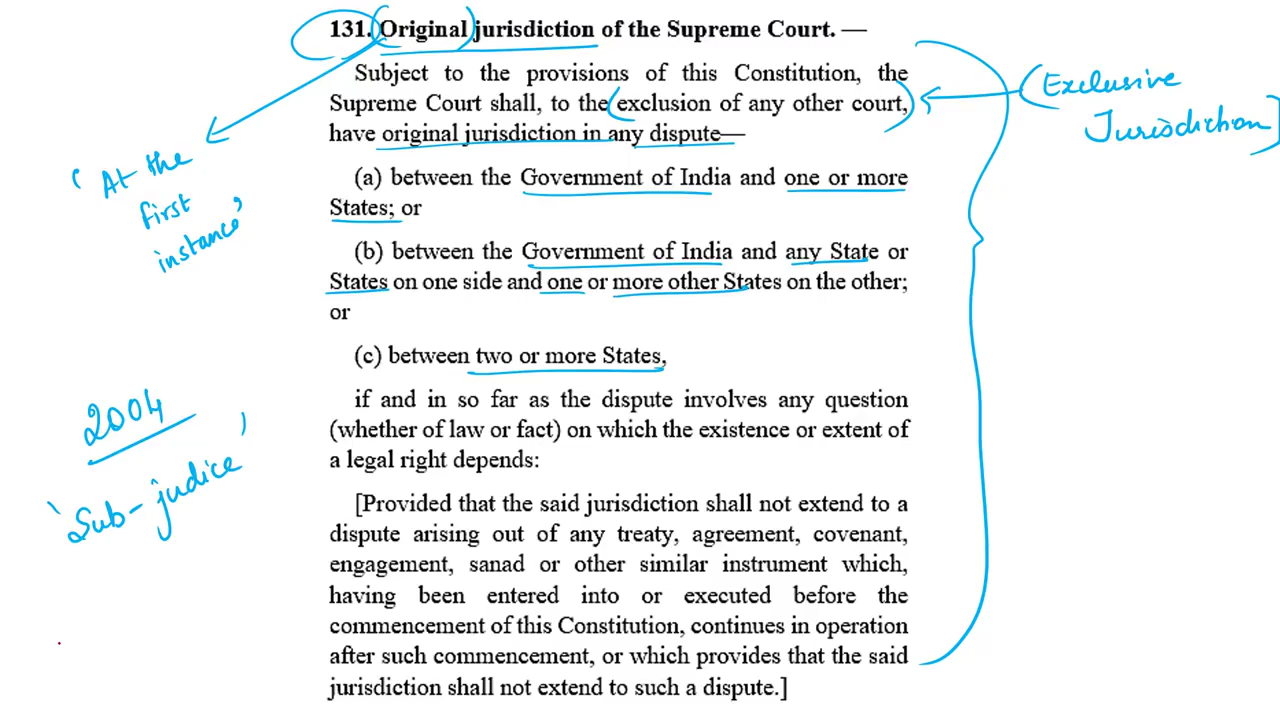 131. Original jurisdiction of the Supreme Court. —
Subject to the provisions of this Constitution, the
Supreme Court shall, to the exclusion of any other court,
have original jurisdiction in any dispute—
(a) between the Government of India and one or more
States; or
(b) between the Government of India and any State or
States on one side and one or more other States on the other;
or
(c) between two or more States,
if and in so far as the dispute involves any question
(whether of law or fact) on which the existence or extent of
a legal right depends:
[Provided that the said jurisdiction shall not extend to a
dispute arising out of any treaty, agreement, covenant,
engagement, sanad or other similar instrument which,
having been entered into or executed before the
commencement of this Constitution, continues in operation
after such commencement, or which provides that the said
jurisdiction shall not extend to such a dispute.]
(Exclusive
Jurisdiction]
'At the
first
instance'
2004
'Sub-judice'